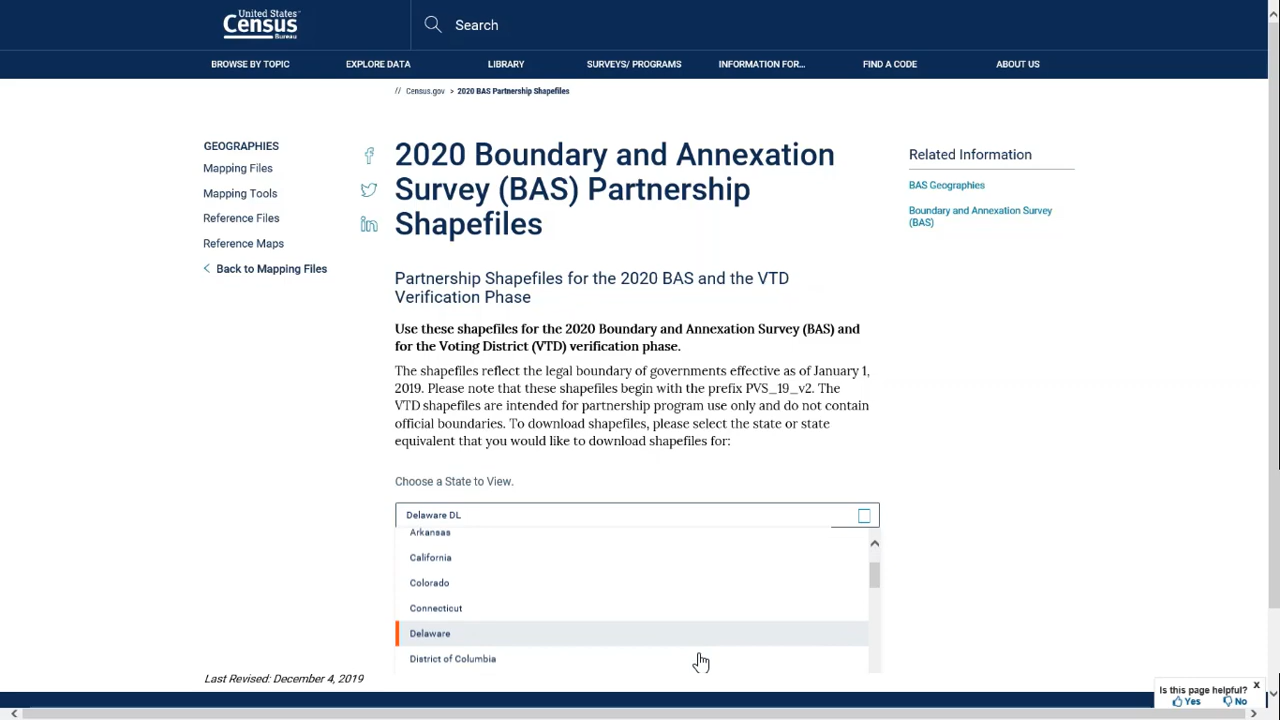 United States
Census
Bureau
Search
BROWSE BY TOPIC
EXPLORE DATA
LIBRARY
SURVEYS/ PROGRAMS
INFORMATION FOR...
FIND A CODE
ABOUT US
// Census.gov > 2020 BAS Partnership Shapefiles
GEOGRAPHIES
Mapping Files
Mapping Tools
Reference Files
Reference Maps
Back to Mapping Files
2020 Boundary and Annexation
Survey (BAS) Partnership
Shapefiles
Partnership Shapefiles for the 2020 BAS and the VTD
Verification Phase
Use these shapefiles for the 2020 Boundary and Annexation Survey (BAS) and
for the Voting District (VTD) verification phase.
The shapefiles reflect the legal boundary of governments effective as of January 1,
2019. Please note that these shapefiles begin with the prefix PVS_19_v2. The
VTD shapefiles are intended for partnership program use only and do not contain
official boundaries. To download shapefiles, please select the state or state
equivalent that you would like to download shapefiles for:
Choose a State to View.
Delaware DL
Arkansas
California
Colorado
Connecticut
Delaware
District of Columbia
Related Information
BAS Geographies
Boundary and Annexation Survey
(BAS)
Last Revised: December 4, 2019
Is this page helpful? X
Yes No